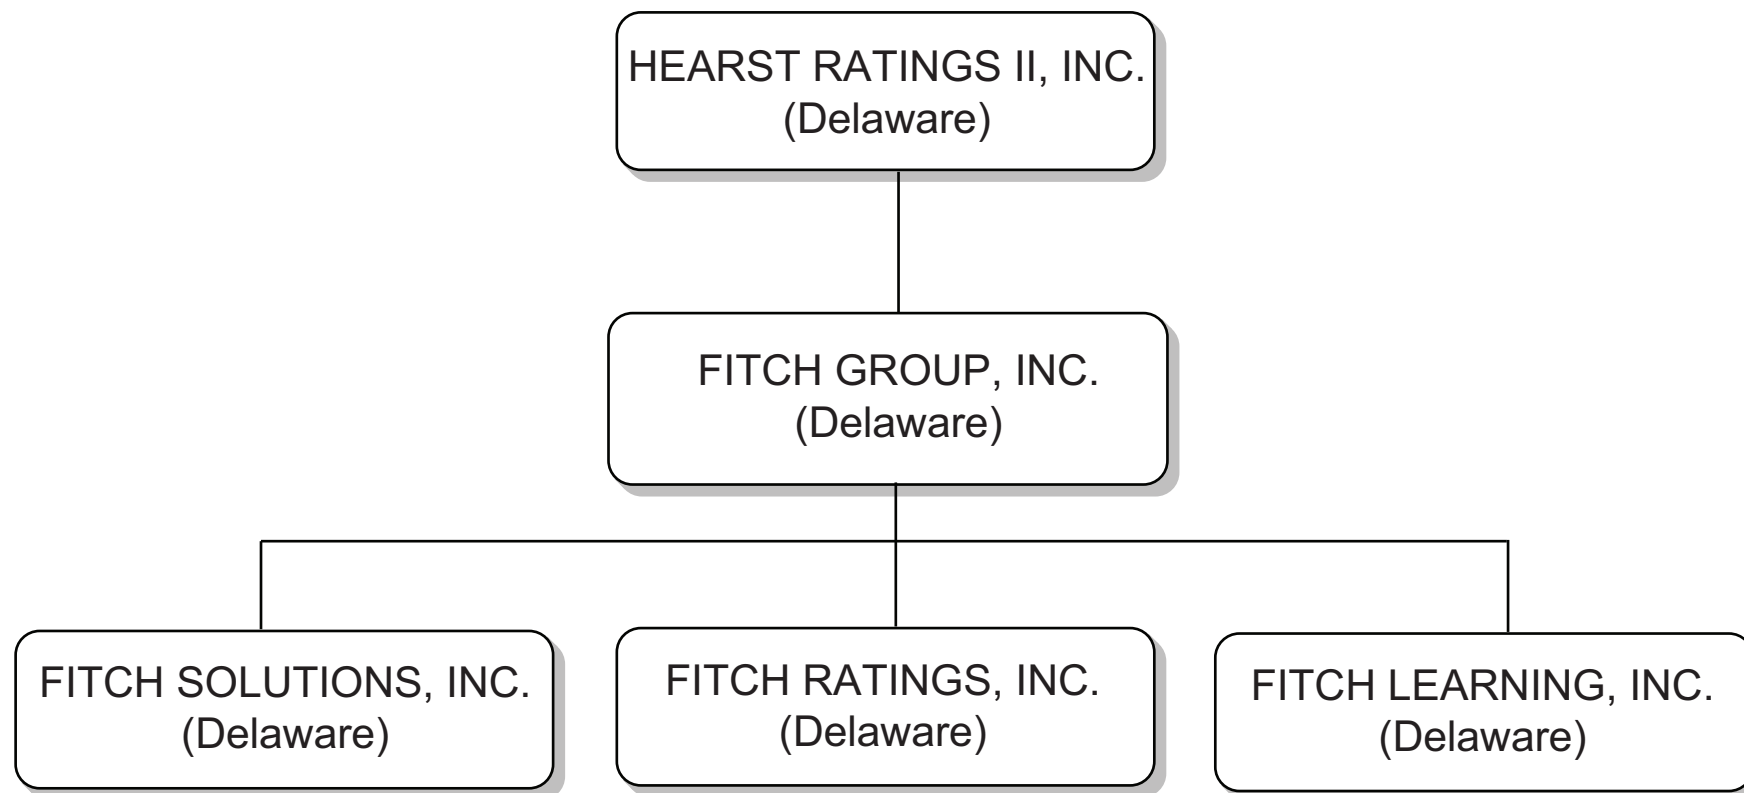 HEARST RATINGS II, INC.
(Delaware)
FITCH GROUP, INC.
(Delaware)
FITCH SOLUTIONS, INC.
(Delaware)
FITCH RATINGS, INC.
(Delaware)
FITCH LEARNING, INC.
(Delaware)